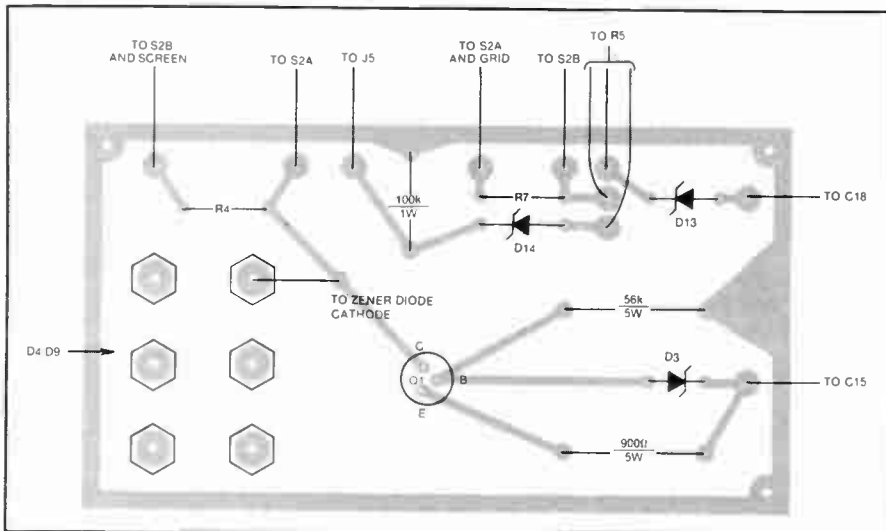 TO S2B
AND SCREEN
TO S2A
TO J5
TO S2A
AND GRID
TO S2B
TO R5
R4
100k
1W
R7
D14
D13
TO C18
TO ZENER DIODE
CATHODE
56k
5W
D4 D9
C
Q1
B
E
D3
TO C15
900Ω
5W